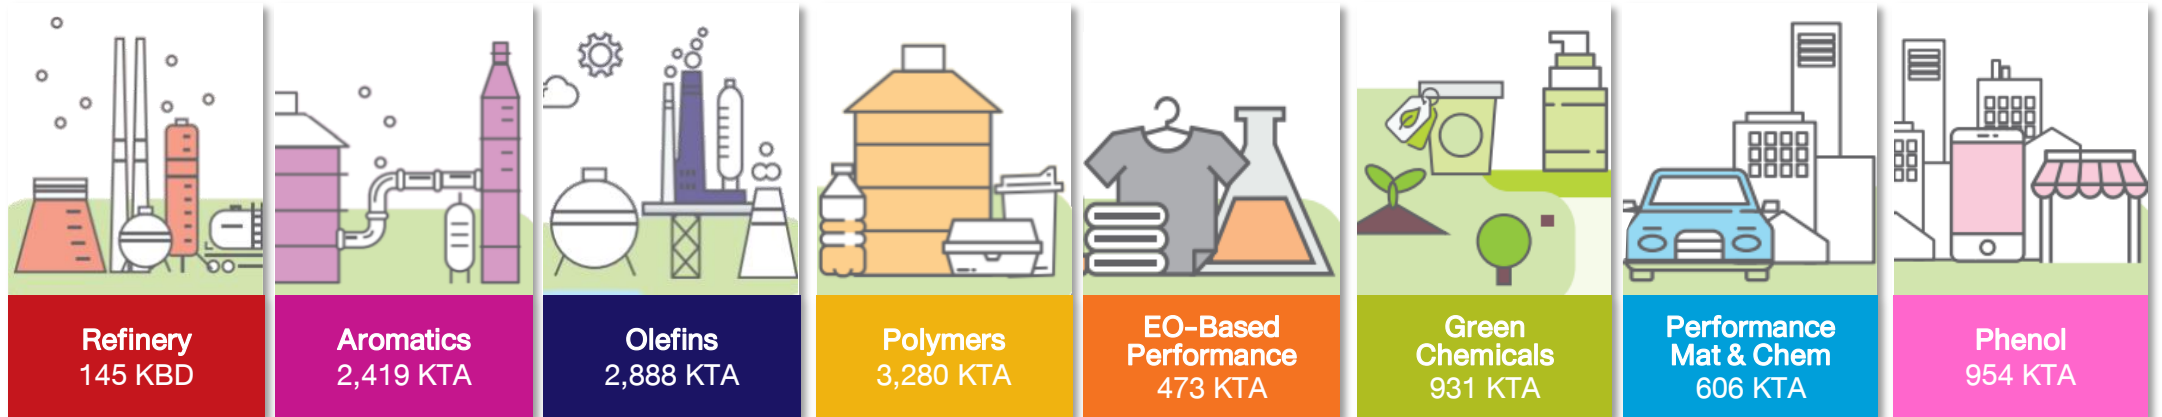 Refinery
145 KBD
Aromatics
2,419 KTA
Olefins
2,888 KTA
Polymers
3,280 KTA
EO-Based
Performance
473 KTA
Green
Chemicals
931 KTA
Performance
Mat & Chem
606 KTA
Phenol
954 KTA